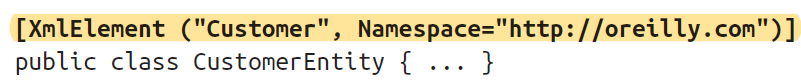 [XmlElement ("Customer", Namespace="http://oreilly.com")]
public class CustomerEntity { ... }